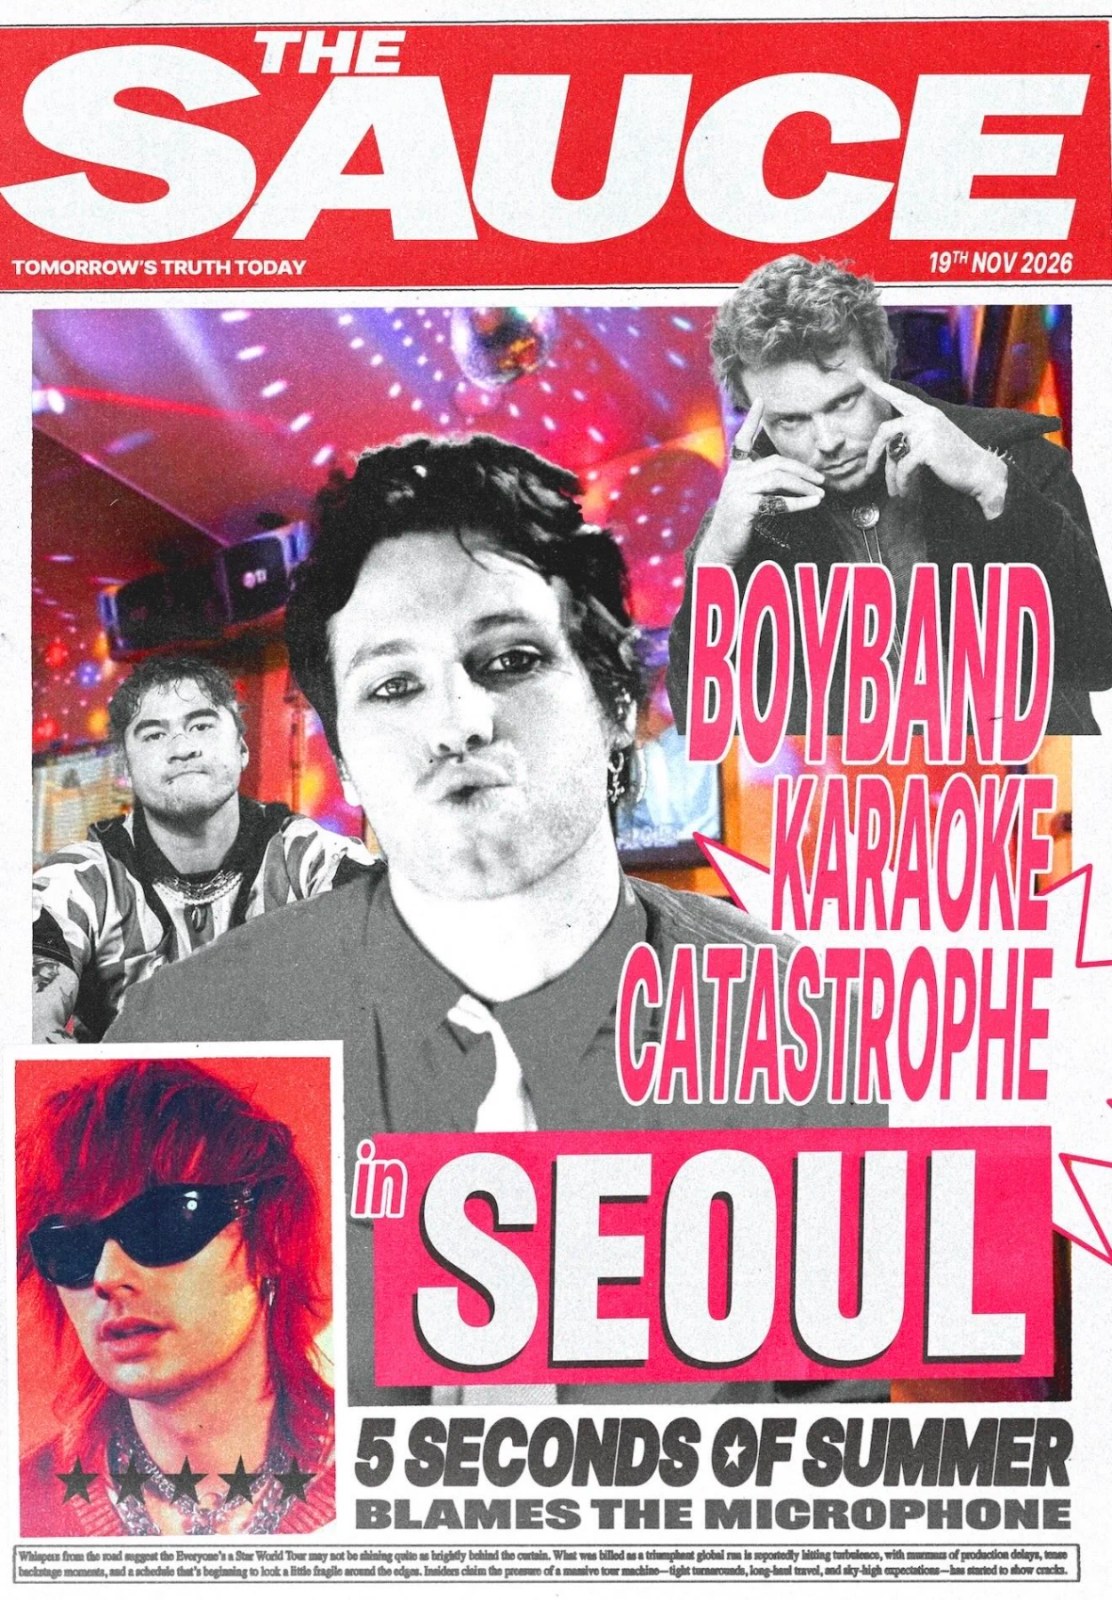 THE
SAUCE
TOMORROW'S TRUTH TODAY
19TH NOV 2026
BOYBAND
KARAOKE
CATASTROPHE
in SEOUL
5 SECONDS OF SUMMER
BLAMES THE MICROPHONE
Whispers from the road suggest the Everyone's a Star World Tour may not be shining quite as brightly behind the curtain. What was billed as a triumphant global run is reportedly hitting turbulence, with murmurs of production delays, tense
backstage moments, and a schedule that's beginning to look a little fragile around the edges. Insiders claim the pressure of a massive tour machine—tight turnarounds, long-haul travel, and sky-high expectations—has started to show cracks.